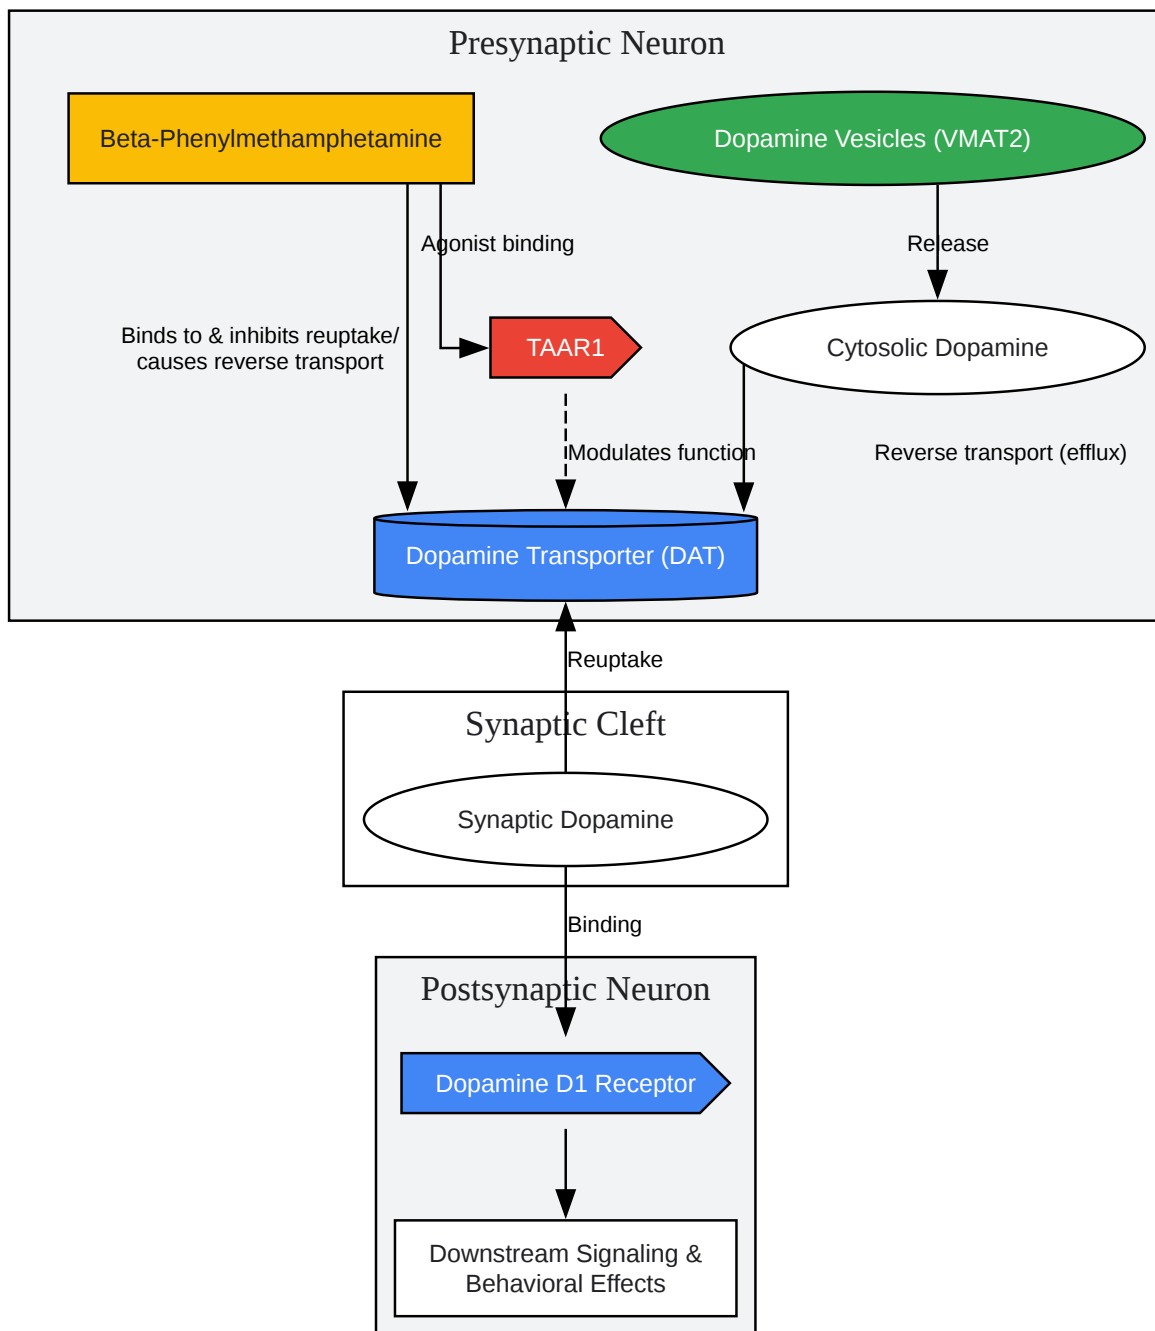 Presynaptic Neuron
Beta-Phenylmethamphetamine
Dopamine Vesicles (VMAT2)
Agonist binding
Release
Binds to & inhibits reuptake/
causes reverse transport
TAAR1
Cytosolic Dopamine
Modulates function
Reverse transport (efflux)
Dopamine Transporter (DAT)
Reuptake
Synaptic Cleft
Synaptic Dopamine
Binding
Postsynaptic Neuron
Dopamine D1 Receptor
Downstream Signaling &
Behavioral Effects